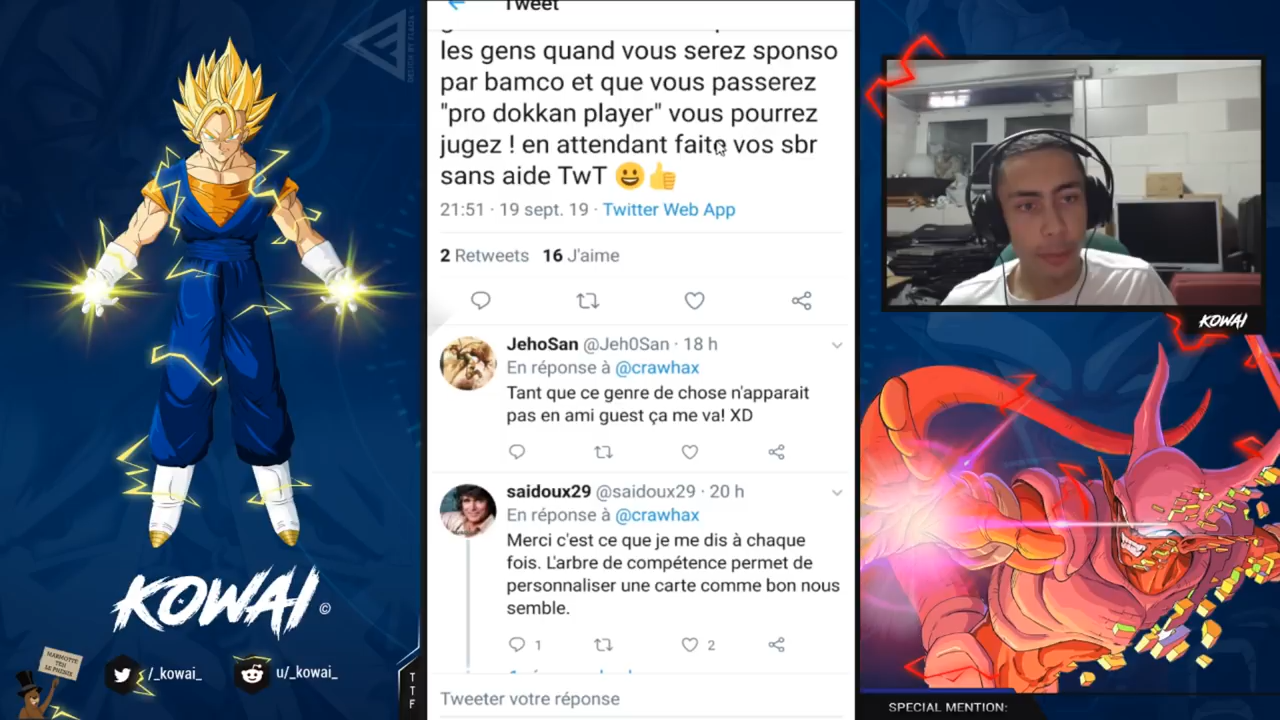 Tweet
les gens quand vous serez sponso
par bamco et que vous passerez
"pro dokkan player" vous pourrez
jugez ! en attendant faite vos sbr
sans aide TwT 😀👍
21:51 · 19 sept. 19 · Twitter Web App
2 Retweets 16 J'aime
JehoSan @Jeh0San · 18 h
En réponse à @crawhax
Tant que ce genre de chose n'apparait
pas en ami guest ça me va! XD
saidoux29 @saidoux29 · 20 h
En réponse à @crawhax
Merci c'est ce que je me dis à chaque
fois. L'arbre de compétence permet de
personnaliser une carte comme bon nous
semble.
1 2
Tweeter votre réponse
KOWAI ©
MARMOTTE
TEH
LE PHENIX
/_kowai_
u/_kowai_
T
T
F
KOWAI
SPECIAL MENTION: